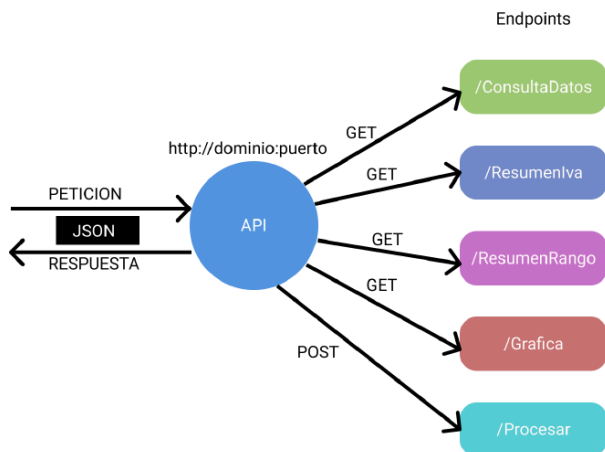 Endpoints
/ConsultaDatos
GET
http://dominio:puerto
GET
/ResumenIva
PETICION
API
JSON
GET
/ResumenRango
RESPUESTA
GET
/Grafica
POST
/Procesar